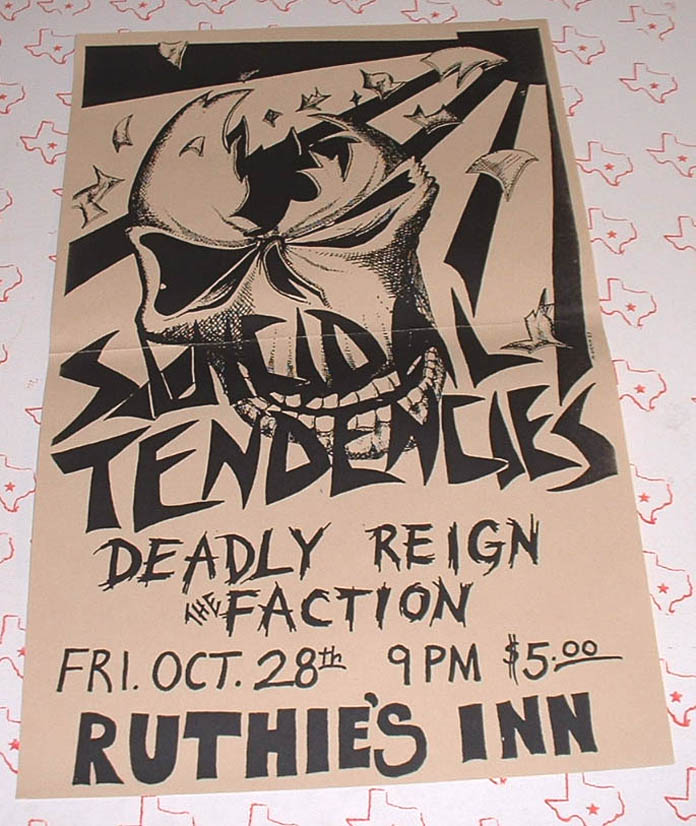 SUICIDAL
TENDENCIES
DEADLY REIGN
THE FACTION
FRI. OCT. 28th 9 PM $5.00
RUTHIE'S INN